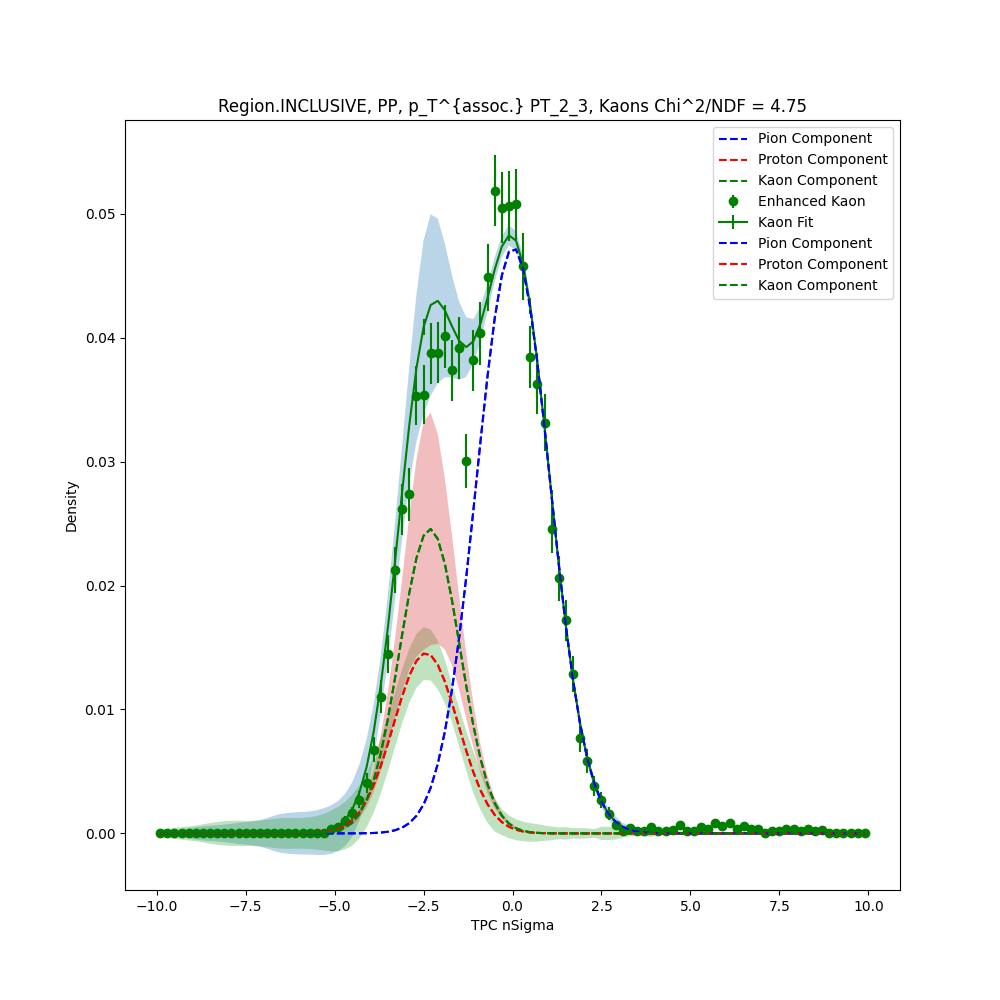 Region.INCLUSIVE, PP, p_T^{assoc.} PT_2_3, Kaons Chi^2/NDF = 4.75
Pion Component
Proton Component
Kaon Component
Enhanced Kaon
Kaon Fit
Pion Component
Proton Component
Kaon Component
0.05
0.04
0.03
0.02
0.01
0.00
Density
−10.0 −7.5 −5.0 −2.5 0.0 2.5 5.0 7.5 10.0
TPC nSigma